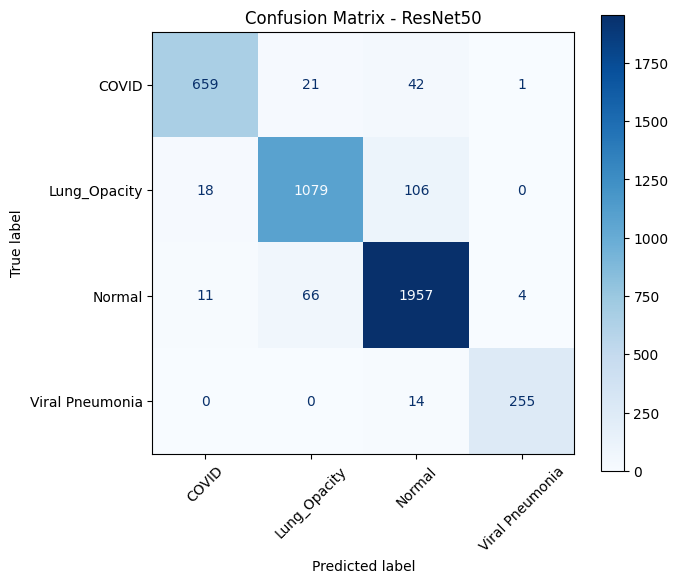 Confusion Matrix - ResNet50
True label
COVID
659 21 42 1
Lung_Opacity
18 1079 106 0
Normal
11 66 1957 4
Viral Pneumonia
0 0 14 255
COVID
Lung_Opacity
Normal
Viral Pneumonia
Predicted label
1750
1500
1250
1000
750
500
250
0